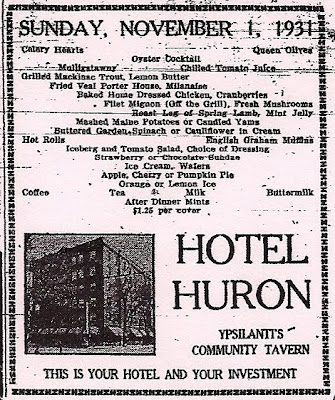 SUNDAY, NOVEMBER 1, 1931
Celery Hearts Queen Olives
Oyster Cocktail
Mulligatawny Chilled Tomato Juice
Grilled Mackinac Trout, Lemon Butter
Fried Veal Porter House, Milanaise
Baked Home Dressed Chicken, Cranberries
Filet Mignon (Off the Grill), Fresh Mushrooms
Roast Leg of Spring Lamb, Mint Jelly
Mashed Maine Potatoes or Candied Yams
Buttered Garden Spinach or Cauliflower in Cream
Hot Rolls English Graham Muffins
Iceberg and Tomato Salad, Choice of Dressing
Strawberry or Chocolate Sundae
Ice Cream, Wafers
Apple, Cherry or Pumpkin Pie
Orange or Lemon Ice
Coffee Tea Milk Buttermilk
After Dinner Mints
$1.25 per cover
HOTEL
HURON
YPSILANTI'S
COMMUNITY TAVERN
THIS IS YOUR HOTEL AND YOUR INVESTMENT